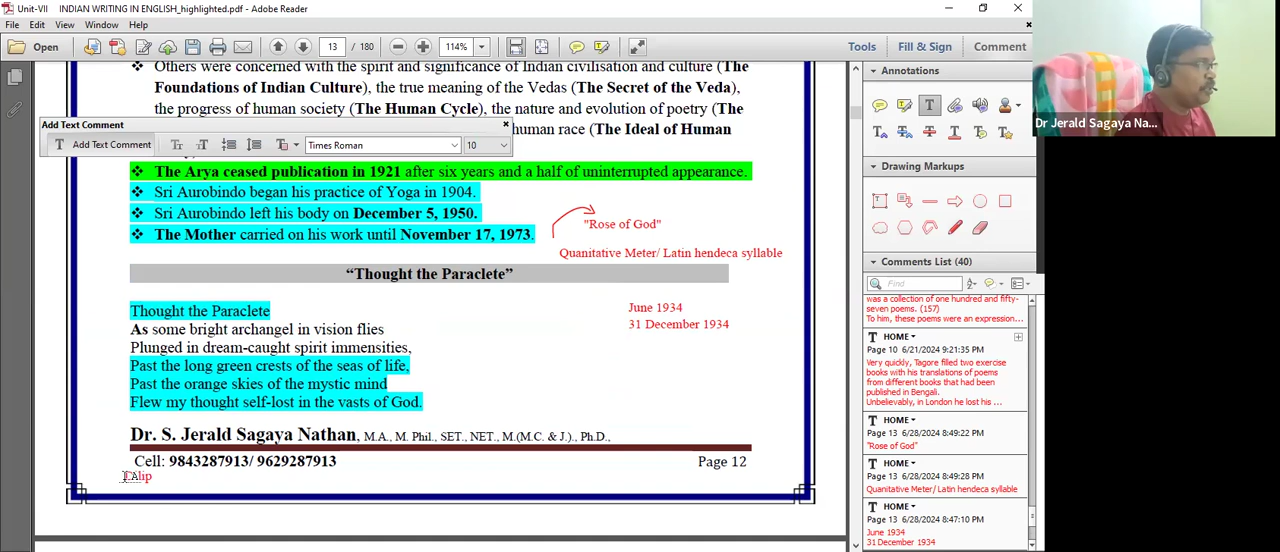 Unit-VII INDIAN WRITING IN ENGLISH_highlighted.pdf - Adobe Reader
File Edit View Window Help
Open 13 / 180 114% Tools Fill & Sign Comment
❖ Others were concerned with the spirit and significance of Indian civilisation and culture (The
Foundations of Indian Culture), the true meaning of the Vedas (The Secret of the Veda),
the progress of human society (The Human Cycle), the nature and evolution of poetry (The
human race (The Ideal of Human
Add Text Comment
T Add Text Comment Times Roman 10
❖ The Arya ceased publication in 1921 after six years and a half of uninterrupted appearance.
❖ Sri Aurobindo began his practice of Yoga in 1904.
❖ Sri Aurobindo left his body on December 5, 1950.
❖ The Mother carried on his work until November 17, 1973.
"Rose of God"
Quanitative Meter/ Latin hendeca syllable
“Thought the Paraclete”
Thought the Paraclete
As some bright archangel in vision flies
Plunged in dream-caught spirit immensities,
Past the long green crests of the seas of life,
Past the orange skies of the mystic mind
Flew my thought self-lost in the vasts of God.
June 1934
31 December 1934
Dr. S. Jerald Sagaya Nathan, M.A., M. Phil., SET., NET., M.(M.C. & J.)., Ph.D.,
Cell: 9843287913/ 9629287913 Page 12
Annotations
Drawing Markups
Comments List (40)
Find
was a collection of one hundred and fifty-
seven poems. (157)
To him, these poems were an expression...
T HOME
Page 10 6/21/2024 9:21:35 PM
Very quickly, Tagore filled two exercise
books with his translations of poems
from different books that had been
published in Bengali.
Unbelievably, in London he lost his ...
T HOME
Page 13 6/28/2024 8:49:22 PM
"Rose of God"
T HOME
Page 13 6/28/2024 8:49:28 PM
Quanitative Meter/ Latin hendeca syllable
T HOME
Page 13 6/28/2024 8:47:10 PM
June 1934
31 December 1934
Dr Jerald Sagaya Na...